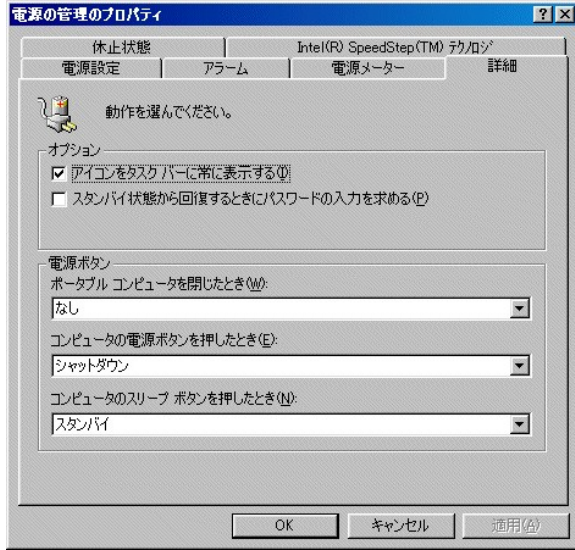 電源の管理のプロパティ
休止状態
Intel(R) SpeedStep(TM) テクノロジ
電源設定
アラーム
電源メーター
詳細
動作を選んでください。
オプション
アイコンをタスク バーに常に表示する(I)
スタンバイ状態から回復するときにパスワードの入力を求める(P)
電源ボタン
ポータブル コンピュータを閉じたとき(W):
なし
コンピュータの電源ボタンを押したとき(E):
シャットダウン
コンピュータのスリープ ボタンを押したとき(N):
スタンバイ
OK
キャンセル
適用(A)